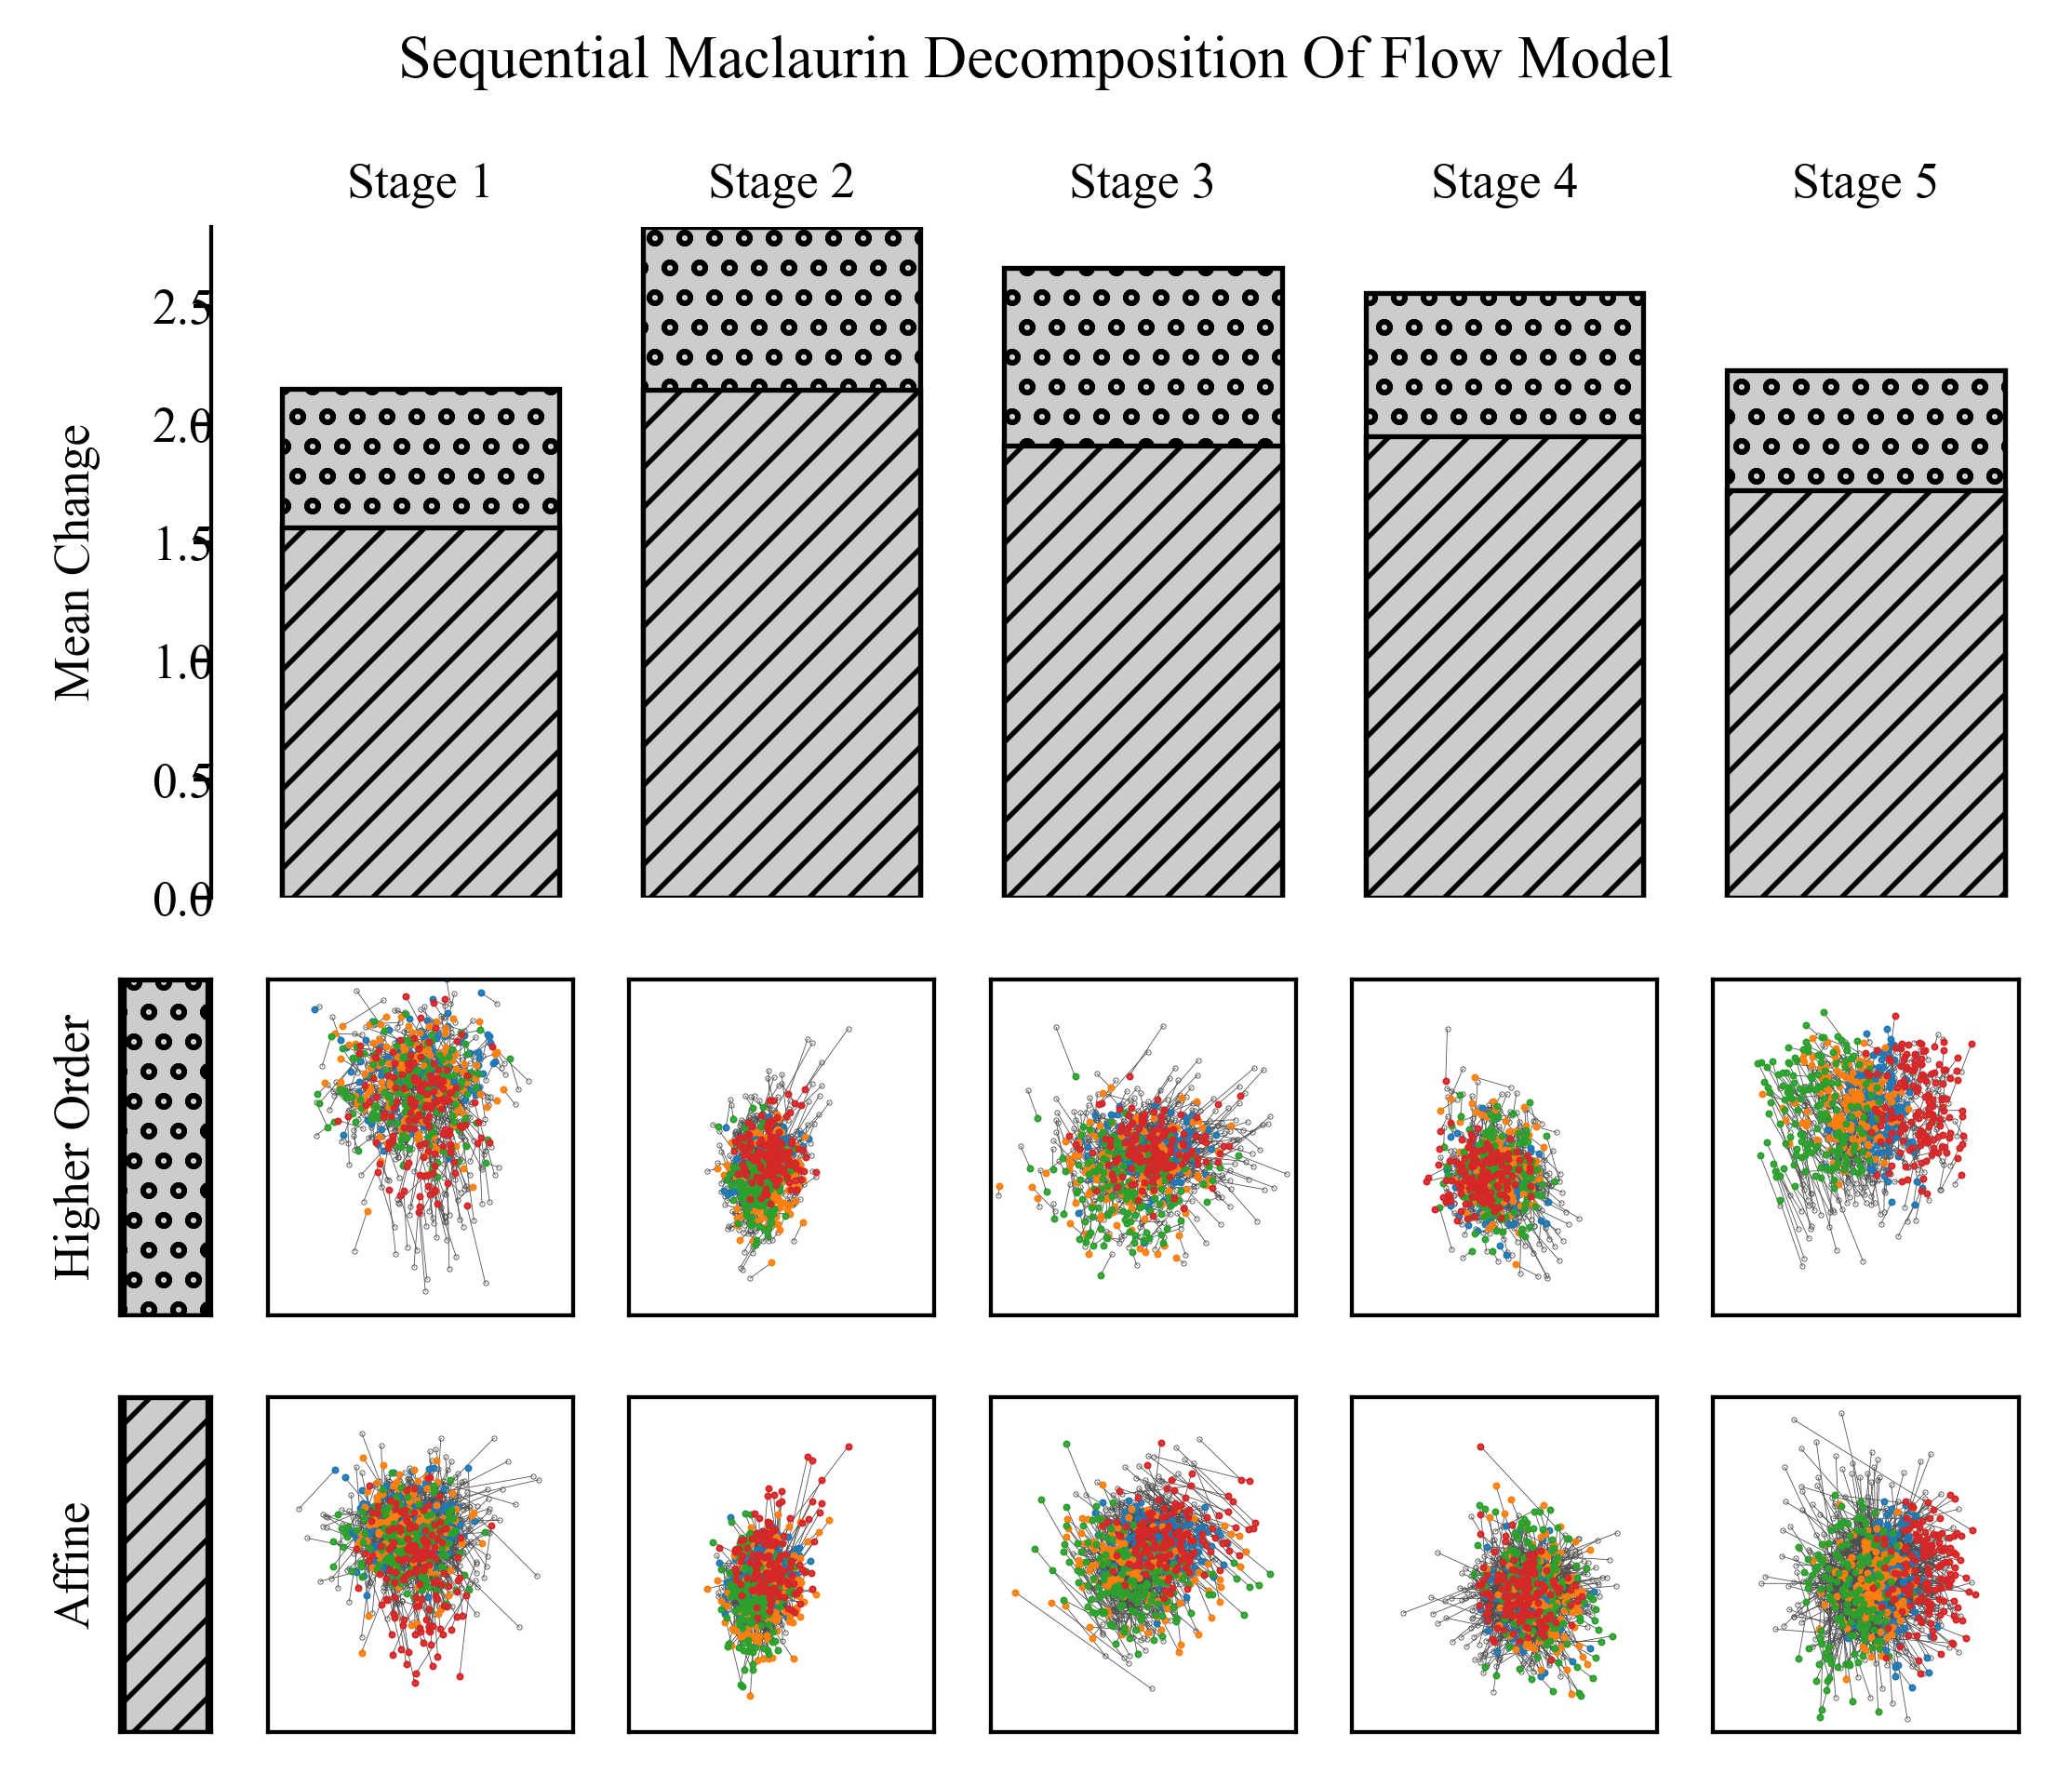 Sequential Maclaurin Decomposition Of Flow Model
Stage 1 Stage 2 Stage 3 Stage 4 Stage 5
Mean Change
2.5
2.0
1.5
1.0
0.5
0.0
Higher Order
Affine